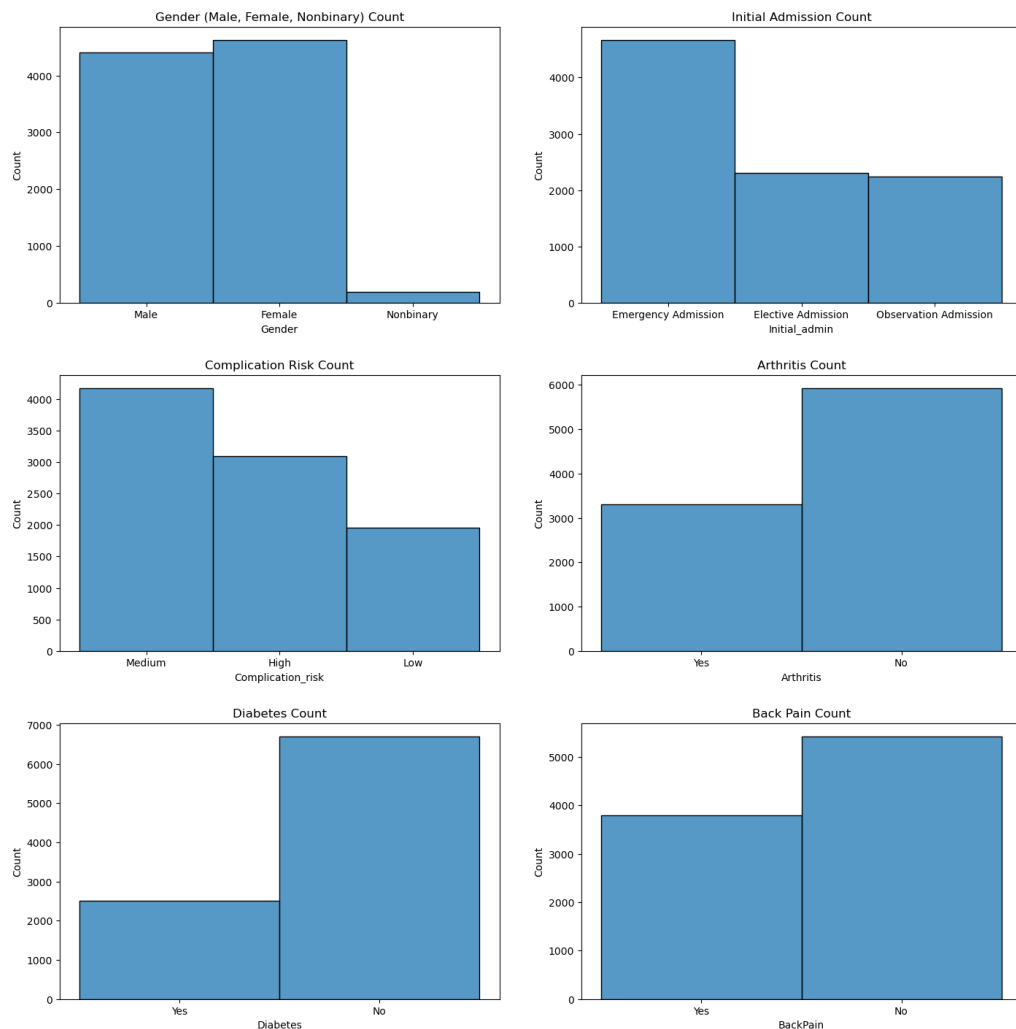 Gender (Male, Female, Nonbinary) Count
4000
3000
2000
1000
0
Count
Male Female Nonbinary
Gender
Initial Admission Count
4000
3000
2000
1000
0
Count
Emergency Admission Elective Admission Observation Admission
Initial_admin
Complication Risk Count
4000
3500
3000
2500
2000
1500
1000
500
0
Count
Medium High Low
Complication_risk
Arthritis Count
6000
5000
4000
3000
2000
1000
0
Count
Yes No
Arthritis
Diabetes Count
7000
6000
5000
4000
3000
2000
1000
0
Count
Yes No
Diabetes
Back Pain Count
5000
4000
3000
2000
1000
0
Count
Yes No
BackPain